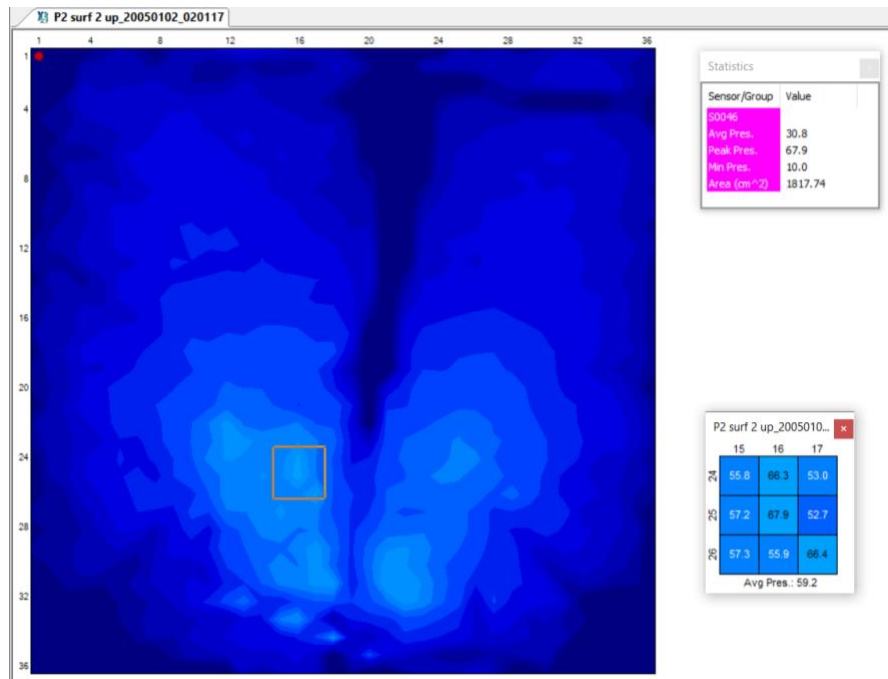 P2 surf 2 up_20050102_020117
1 4 8 12 16 20 24 28 32 36
1
4
8
12
16
20
24
28
32
36
Statistics
Sensor/Group Value
S0046
Avg Pres. 30.8
Peak Pres. 67.9
Min Pres. 10.0
Area (cm^2) 1817.74
P2 surf 2 up_2005010...
15 16 17
24 55.8 66.3 53.0
25 57.2 67.9 52.7
26 57.3 55.9 66.4
Avg Pres.: 59.2